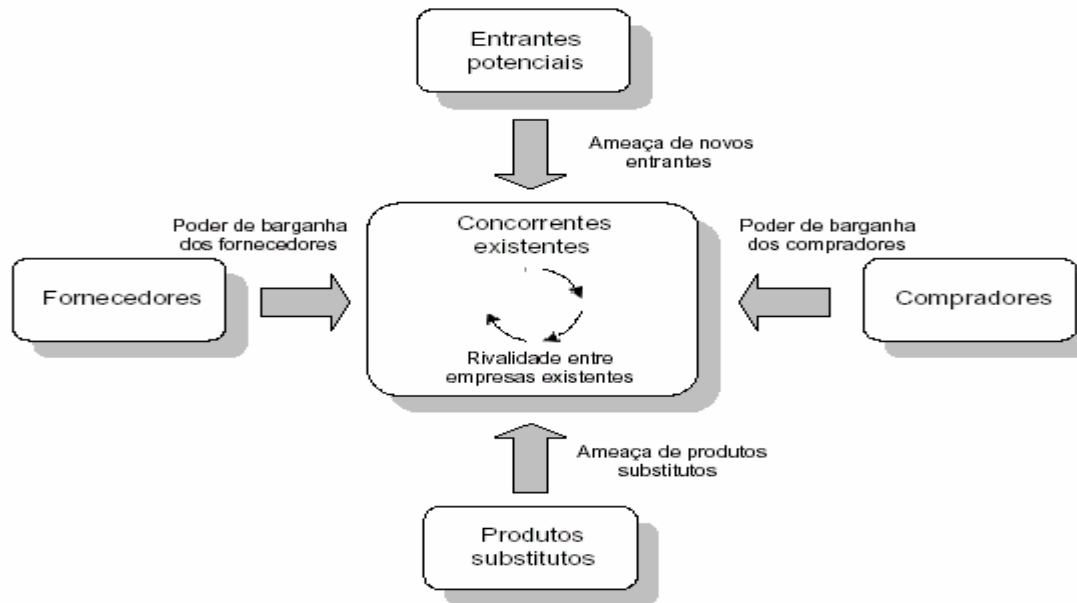 Entrantes
potenciais
Ameaça de novos
entrantes
Poder de barganha
dos fornecedores
Concorrentes
existentes
Poder de barganha
dos compradores
Fornecedores
Compradores
Rivalidade entre
empresas existentes
Ameaça de produtos
substitutos
Produtos
substitutos